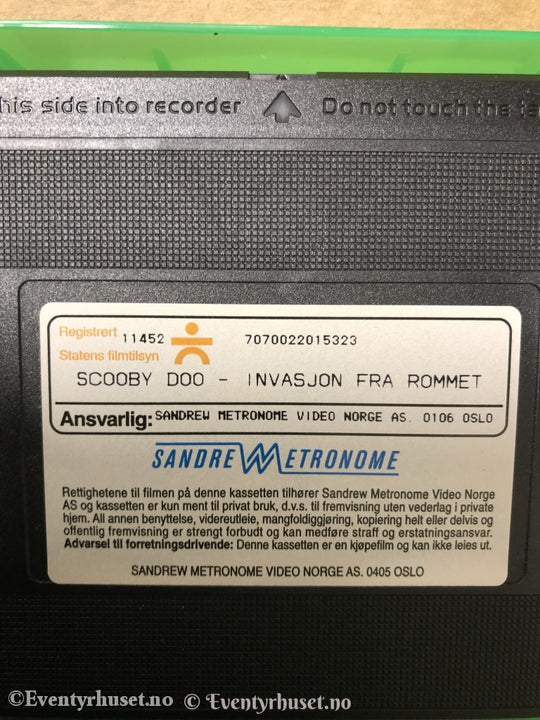 his side into recorder Do not touch the ta
Registrert 11452 7070022015323
Statens filmtilsyn
SCOOBY DOO - INVASJON FRA ROMMET
Ansvarlig: SANDREW METRONOME VIDEO NORGE AS. 0106 OSLO
SANDREWMETRONOME
Rettighetene til filmen på denne kassetten tilhører Sandrew Metronome Video Norge
AS og kassetten er kun ment til privat bruk, d.v.s. til fremvisning uten vederlag i private
hjem. All annen benyttelse, videreutleie, mangfoldiggjøring, kopiering helt eller delvis og
offentlig fremvisning er strengt forbudt og kan medføre straff og erstatningsansvar.
Advarsel til forretningsdrivende: Denne kassetten er en kjøpefilm og kan ikke leies ut.
SANDREW METRONOME VIDEO NORGE AS. 0405 OSLO
©Eventyrhuset.no © Eventyrhuset.no